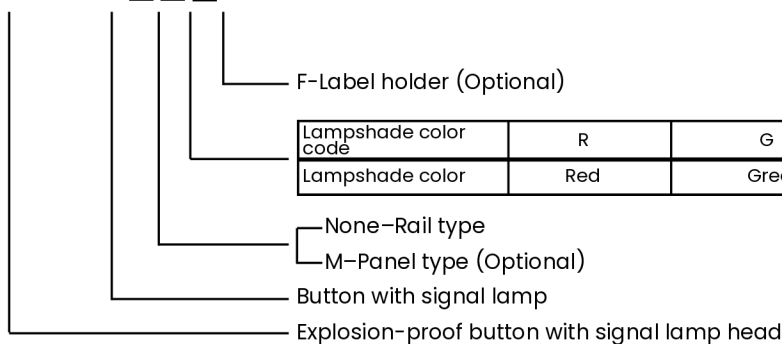 F-Label holder (Optional)
Lampshade color code R G
Lampshade color Red
None–Rail type
M–Panel type (Optional)
Button with signal lamp
Explosion-proof button with signal lamp head